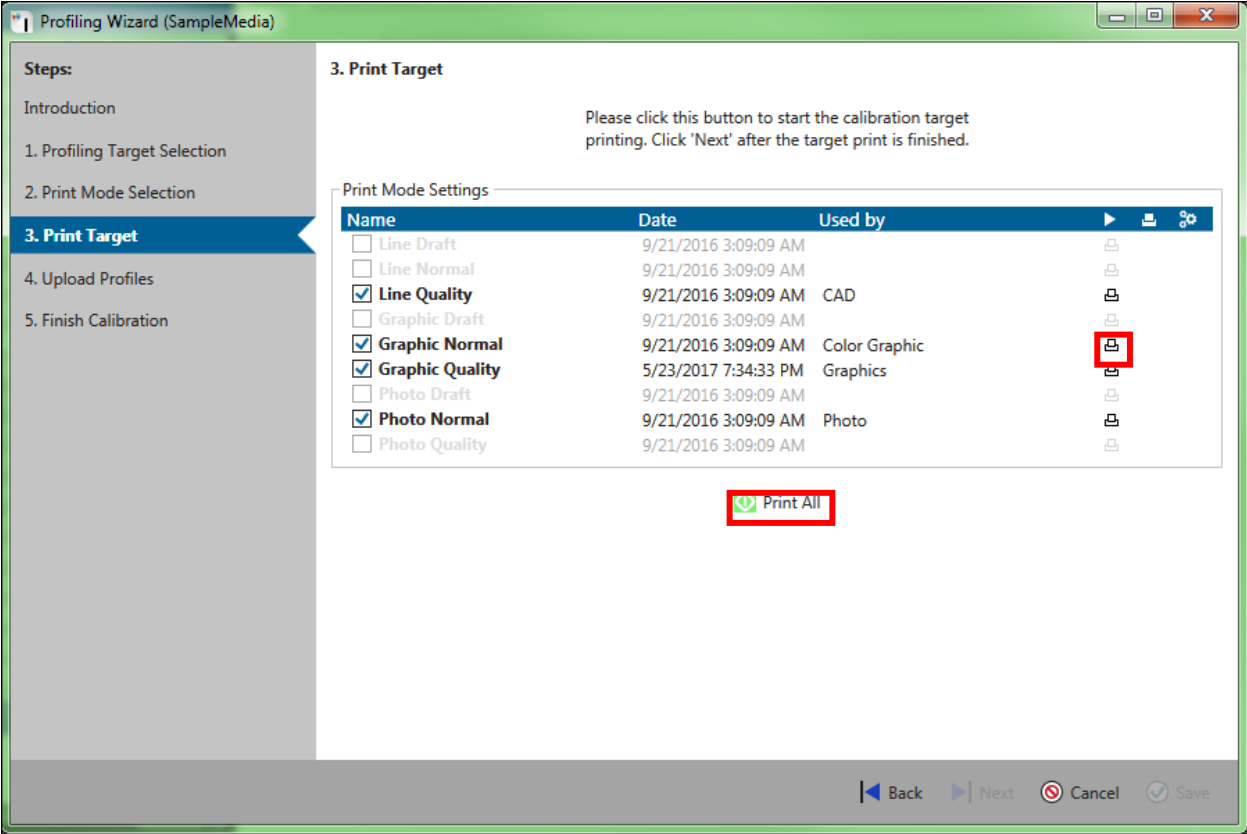 Profiling Wizard (SampleMedia)
Steps:
Introduction
1. Profiling Target Selection
2. Print Mode Selection
3. Print Target
4. Upload Profiles
5. Finish Calibration
3. Print Target
Please click this button to start the calibration target
printing. Click 'Next' after the target print is finished.
Print Mode Settings
Name Date Used by
Line Draft 9/21/2016 3:09:09 AM
Line Normal 9/21/2016 3:09:09 AM
Line Quality 9/21/2016 3:09:09 AM CAD
Graphic Draft 9/21/2016 3:09:09 AM
Graphic Normal 9/21/2016 3:09:09 AM Color Graphic
Graphic Quality 5/23/2017 7:34:33 PM Graphics
Photo Draft 9/21/2016 3:09:09 AM
Photo Normal 9/21/2016 3:09:09 AM Photo
Photo Quality 9/21/2016 3:09:09 AM
Print All
Back Next Cancel Save